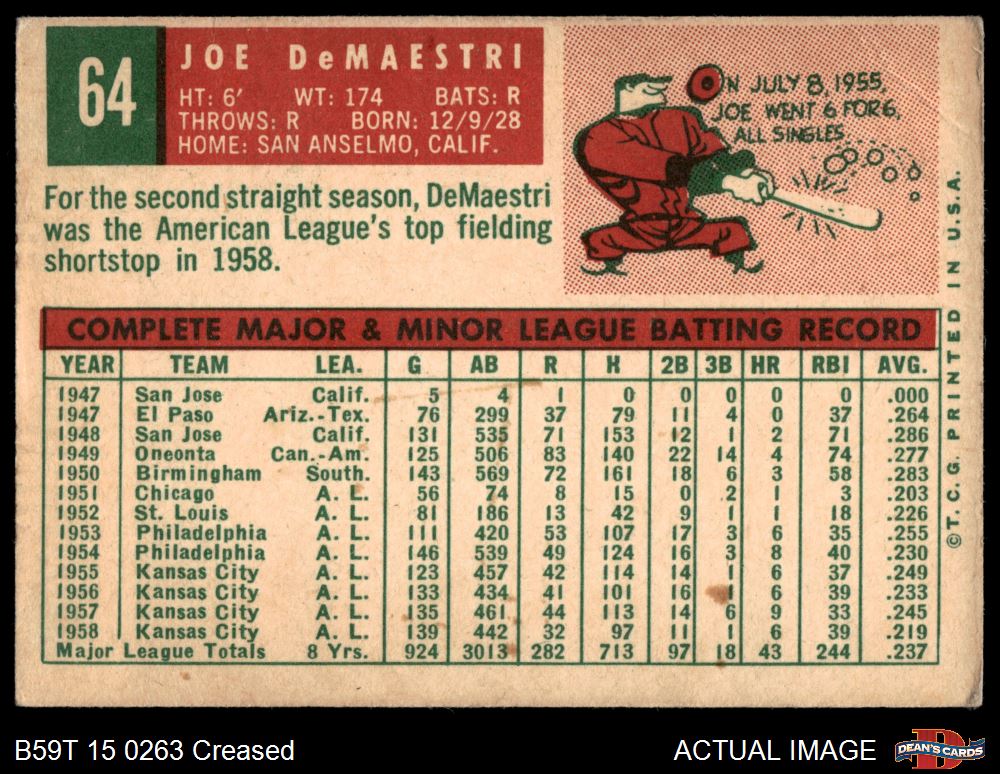 64
JOE DeMAESTRI
HT: 6' WT: 174 BATS: R
THROWS: R BORN: 12/9/28
HOME: SAN ANSELMO, CALIF.
ON JULY 8, 1955,
JOE WENT 6 FOR 6,
ALL SINGLES
For the second straight season, DeMaestri
was the American League's top fielding
shortstop in 1958.
COMPLETE MAJOR & MINOR LEAGUE BATTING RECORD
YEAR TEAM LEA. G AB R H 2B 3B HR RBI AVG.
1947 San Jose Calif. 5 4 1 0 0 0 0 0 .000
1947 El Paso Ariz.-Tex. 76 299 37 79 11 4 0 37 .264
1948 San Jose Calif. 131 535 71 153 12 1 2 71 .286
1949 Oneonta Can.-Am. 125 506 83 140 22 14 4 74 .277
1950 Birmingham South. 143 569 72 161 18 6 3 58 .283
1951 Chicago A. L. 56 74 8 15 0 2 1 3 .203
1952 St. Louis A. L. 81 186 13 42 9 1 1 18 .226
1953 Philadelphia A. L. 111 420 53 107 17 3 6 35 .255
1954 Philadelphia A. L. 146 539 49 124 16 3 8 40 .230
1955 Kansas City A. L. 123 457 42 114 14 1 6 37 .249
1956 Kansas City A. L. 133 434 41 101 16 1 6 39 .233
1957 Kansas City A. L. 135 461 44 113 14 6 9 33 .245
1958 Kansas City A. L. 139 442 32 97 11 1 6 39 .219
Major League Totals 8 Yrs. 924 3013 282 713 97 18 43 244 .237
©T. C. G. PRINTED IN U.S.A.
B59T 15 0263 Creased
ACTUAL IMAGE
D
DEAN'S CARDS